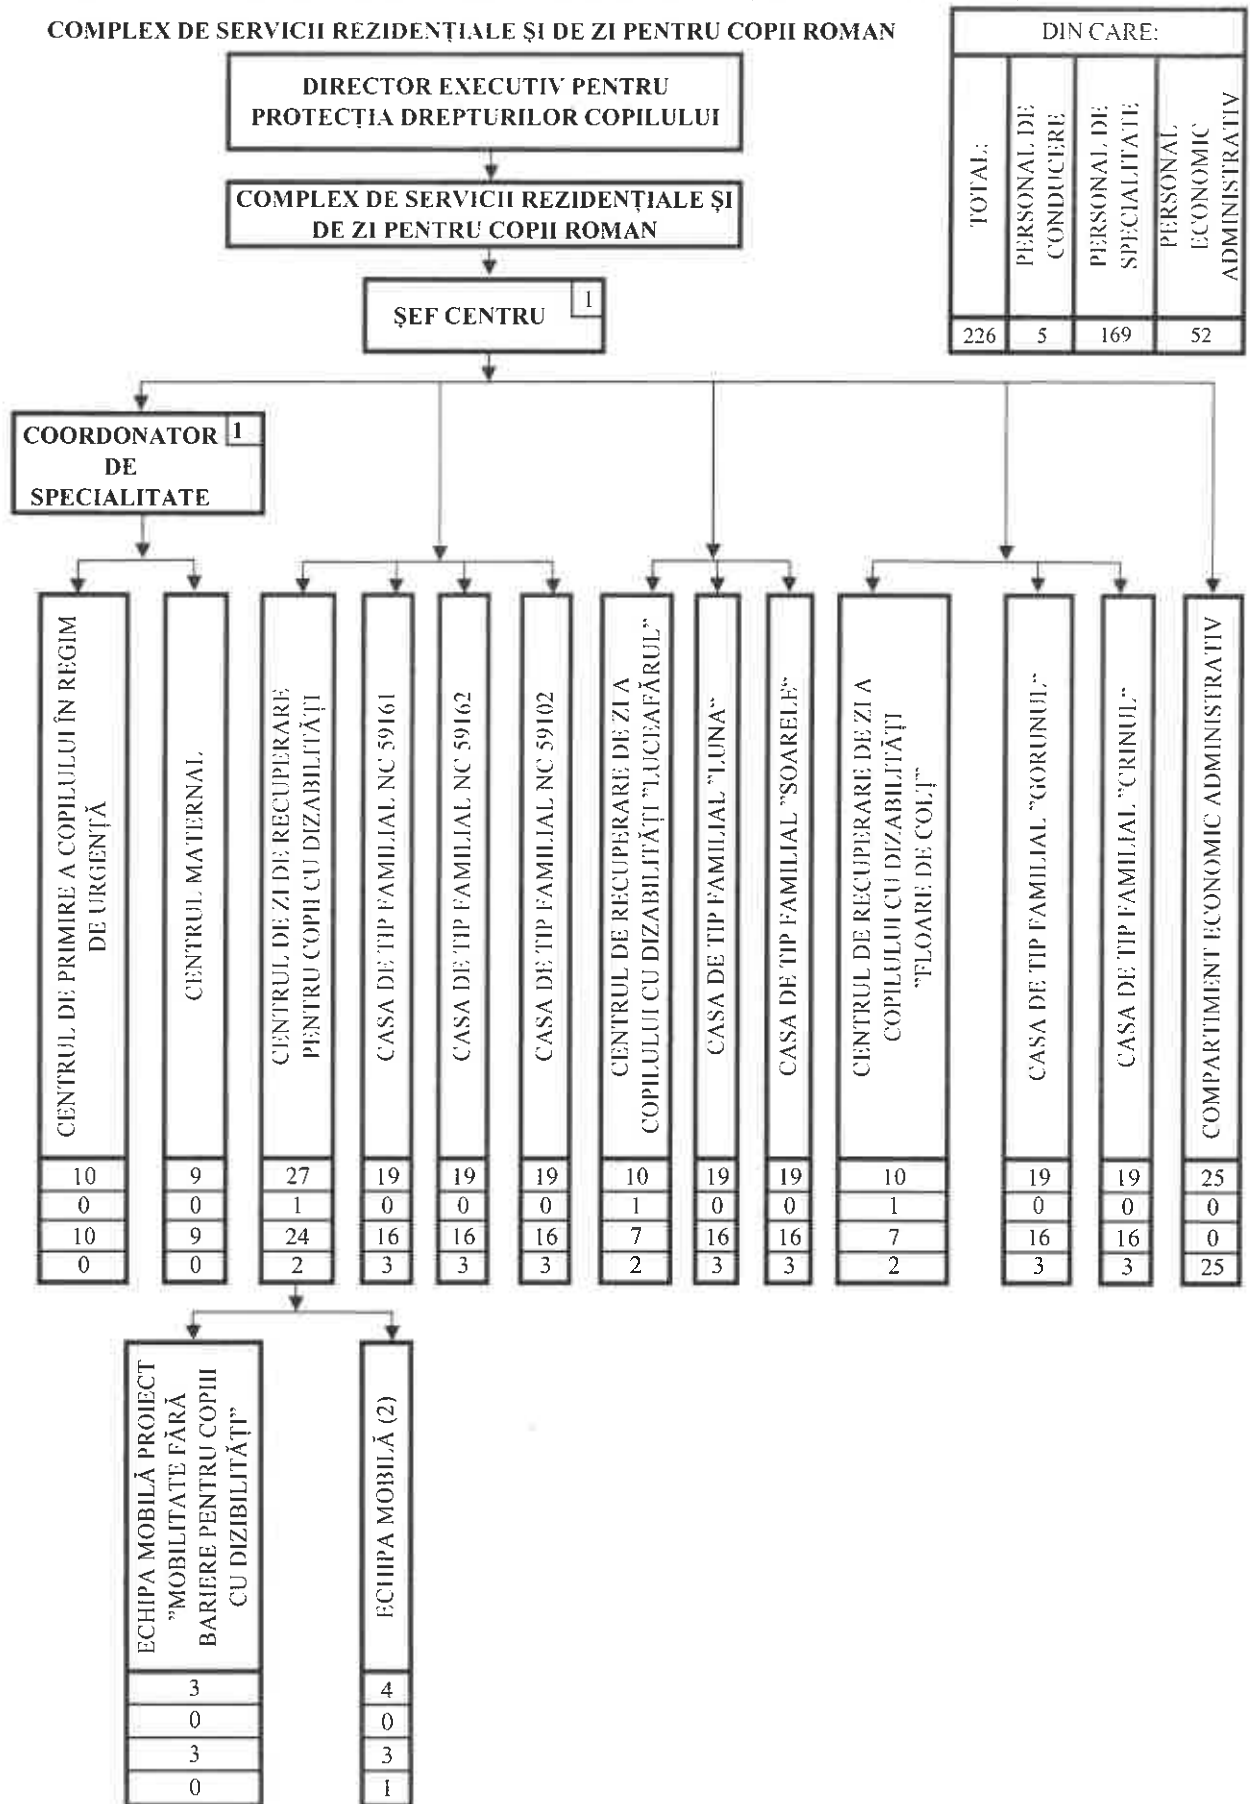 COMPLEX DE SERVICII REZIDENȚIALE ȘI DE ZI PENTRU COPII ROMAN
DIN CARE:
TOTAL:
PERSONAL DE
CONDUCERE
PERSONAL DE
SPECIALITATE
PERSONAL
ECONOMIC
ADMINISTRATIV
226 5 169 52
DIRECTOR EXECUTIV PENTRU
PROTECȚIA DREPTURILOR COPILULUI
COMPLEX DE SERVICII REZIDENȚIALE ȘI
DE ZI PENTRU COPII ROMAN
ȘEF CENTRU 1
COORDONATOR 1
DE
SPECIALITATE
CENTRUL DE PRIMIRE A COPILULUI ÎN REGIM
DE URGENȚĂ
CENTRUL MATERNAL
CENTRUL DE ZI DE RECUPERARE
PENTRU COPII CU DIZABILITĂȚI
CASA DE TIP FAMILIAL NC 59161
CASA DE TIP FAMILIAL NC 59162
CASA DE TIP FAMILIAL NC 59102
CENTRUL DE RECUPERARE DE ZI A
COPILULUI CU DIZABILITĂȚI ”LUCEAFĂRUL”
CASA DE TIP FAMILIAL ”LUNA“
CASA DE TIP FAMILIAL ”SOARELE“
CENTRUL DE RECUPERARE DE ZI A
COPILULUI CU DIZABILITĂȚI
”FLOARE DE COLȚ”
CASA DE TIP FAMILIAL ”GORUNUL“
CASA DE TIP FAMILIAL ”CRINUL“
COMPARTIMENT ECONOMIC ADMINISTRATIV
10 9 27 19 19 19 10 19 19 10 19 19 25
0 0 1 0 0 0 1 0 0 1 0 0 0
10 9 24 16 16 16 7 16 16 7 16 16 0
0 0 2 3 3 3 2 3 3 2 3 3 25
ECHIPA MOBILĂ PROIECT
”MOBILITATE FĂRĂ
BARIERE PENTRU COPIII
CU DIZIBILITĂȚI”
ECHIPA MOBILĂ (2)
3 4
0 0
3 3
0 1